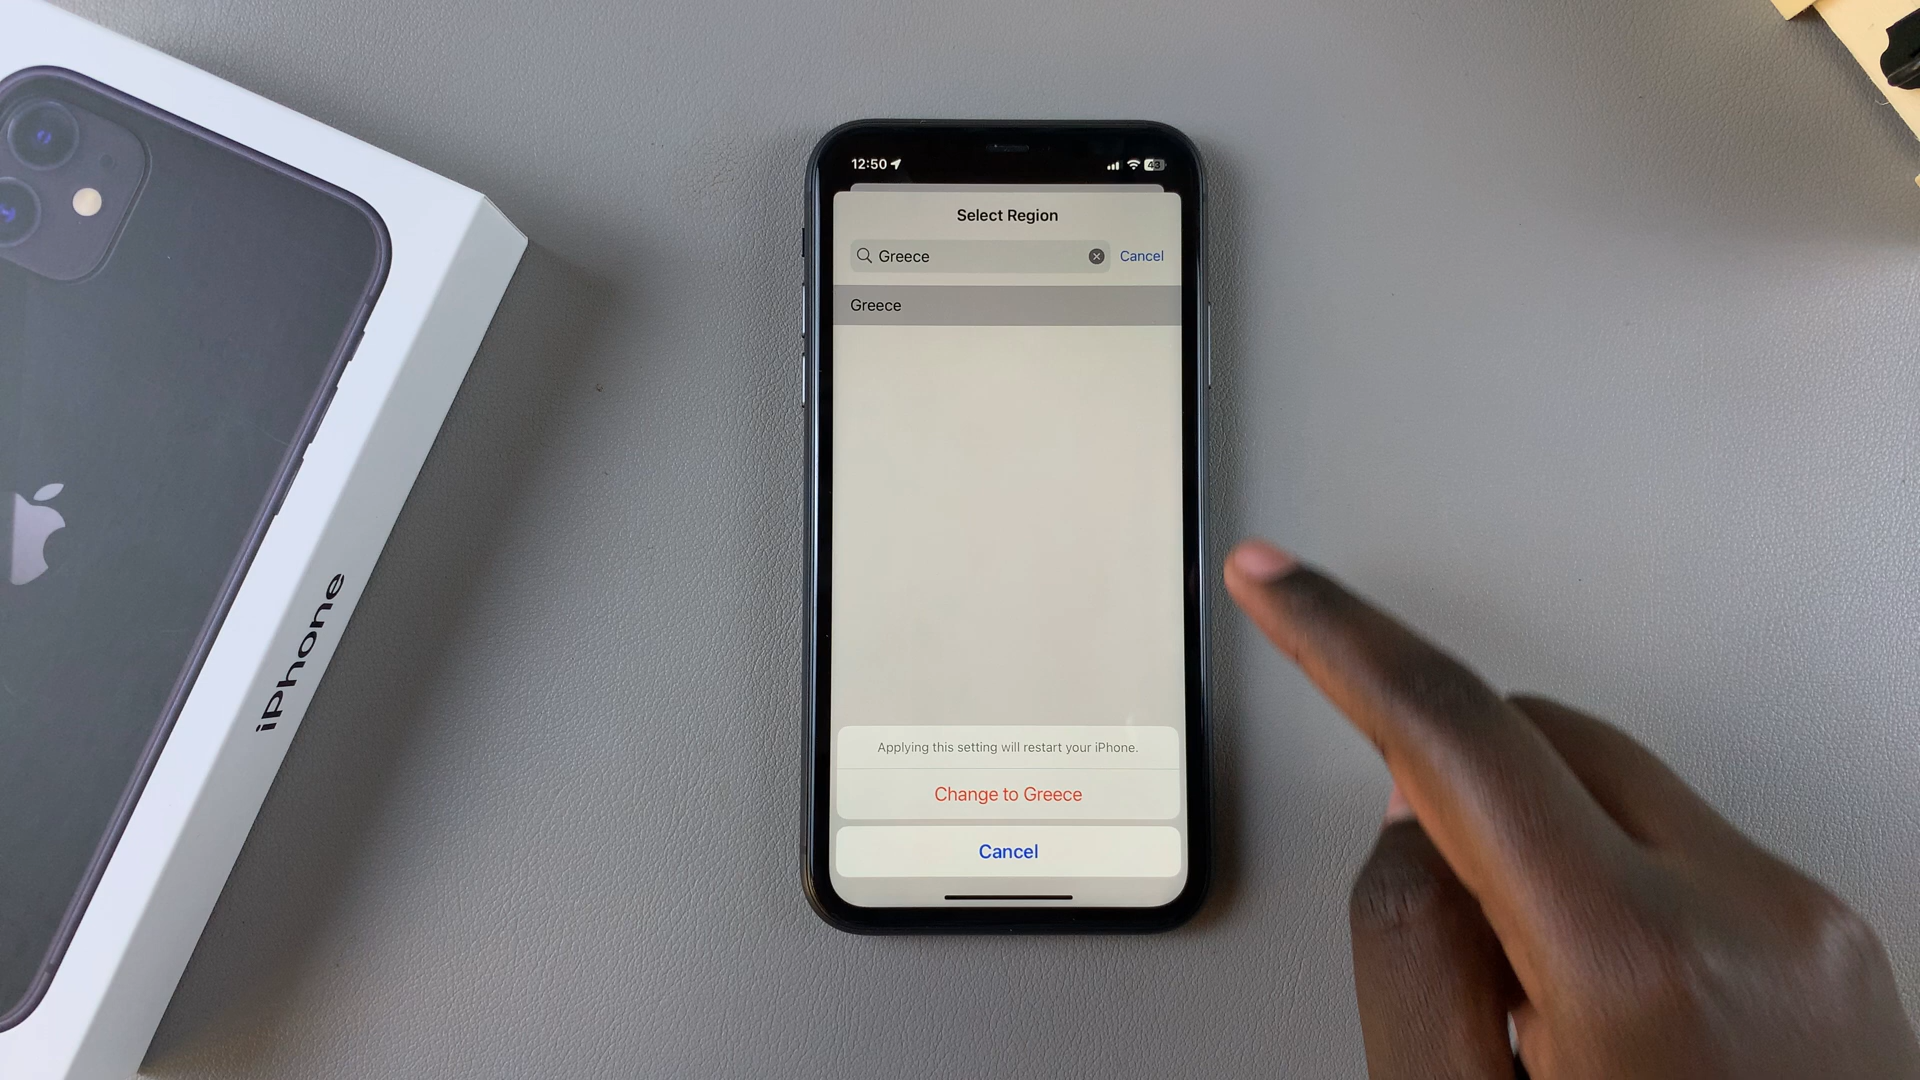 12:50
43
Select Region
Greece
Cancel
Greece
Applying this setting will restart your iPhone.
Change to Greece
Cancel
iPhone